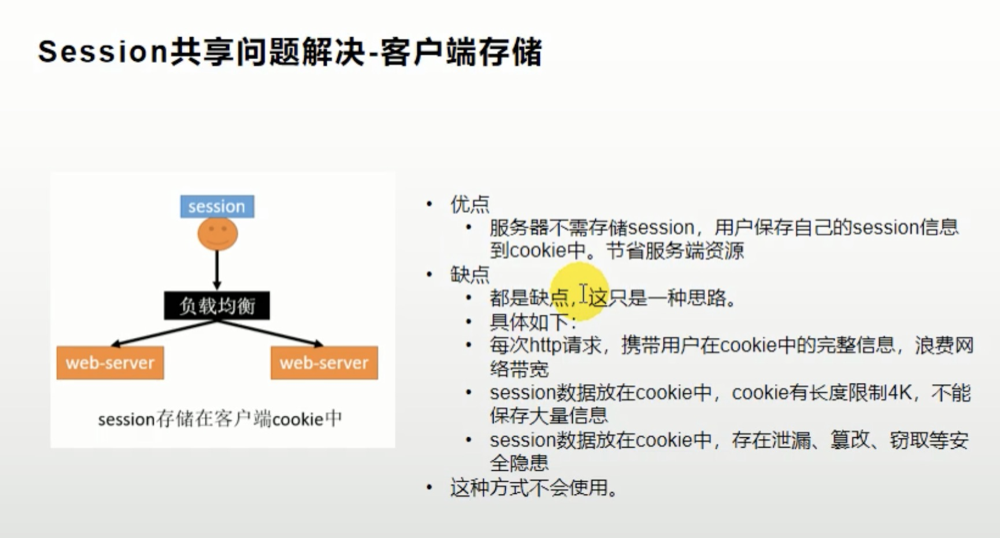 Session共享问题解决-客户端存储
session
负载均衡
web-server
web-server
session存储在客户端cookie中
• 优点
• 服务器不需存储session，用户保存自己的session信息
到cookie中。节省服务端资源
• 缺点
• 都是缺点，这只是一种思路。
• 具体如下：
• 每次http请求，携带用户在cookie中的完整信息，浪费网
络带宽
• session数据放在cookie中，cookie有长度限制4K，不能
保存大量信息
• session数据放在cookie中，存在泄漏、篡改、窃取等安
全隐患
• 这种方式不会使用。